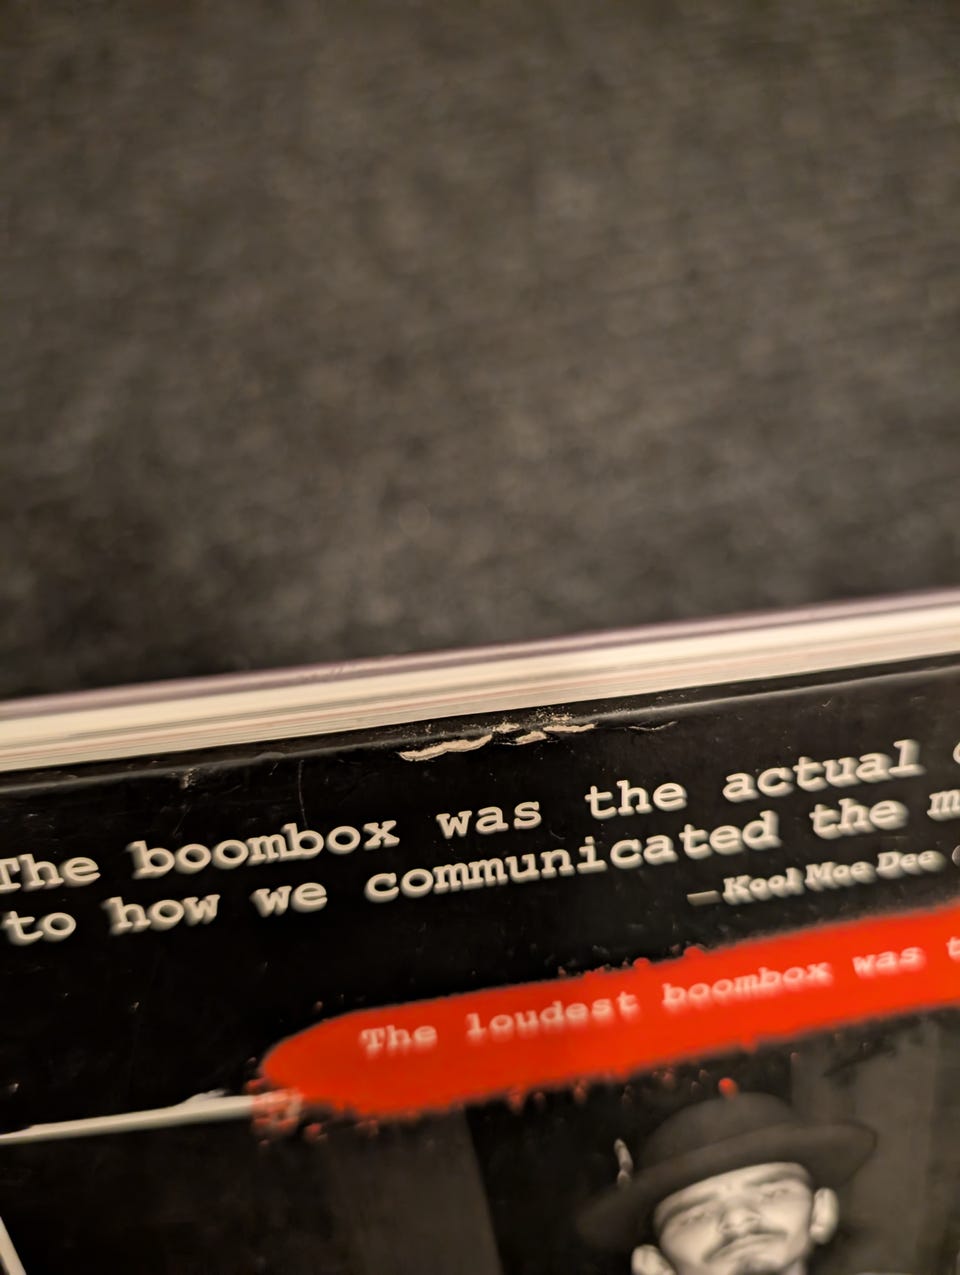 The boombox was the actual
to how we communicated the
—Kool Moe Dee
The loudest boombox was